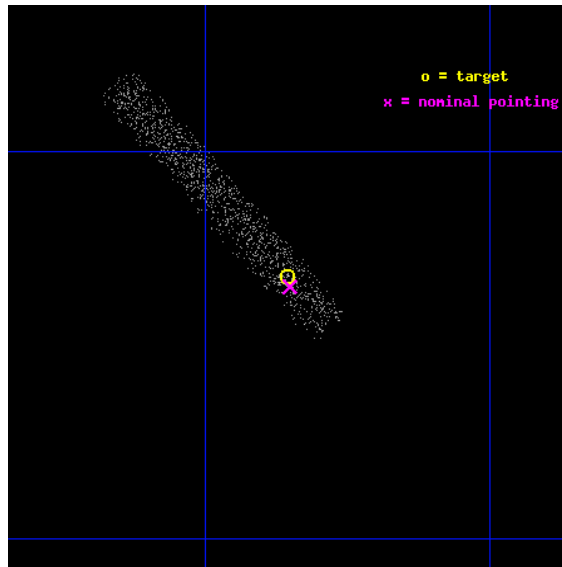 o = target
x = nominal pointing